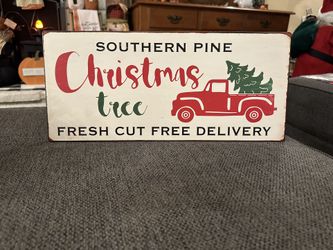 SOUTHERN PINE
Christmas
tree
FRESH CUT FREE DELIVERY